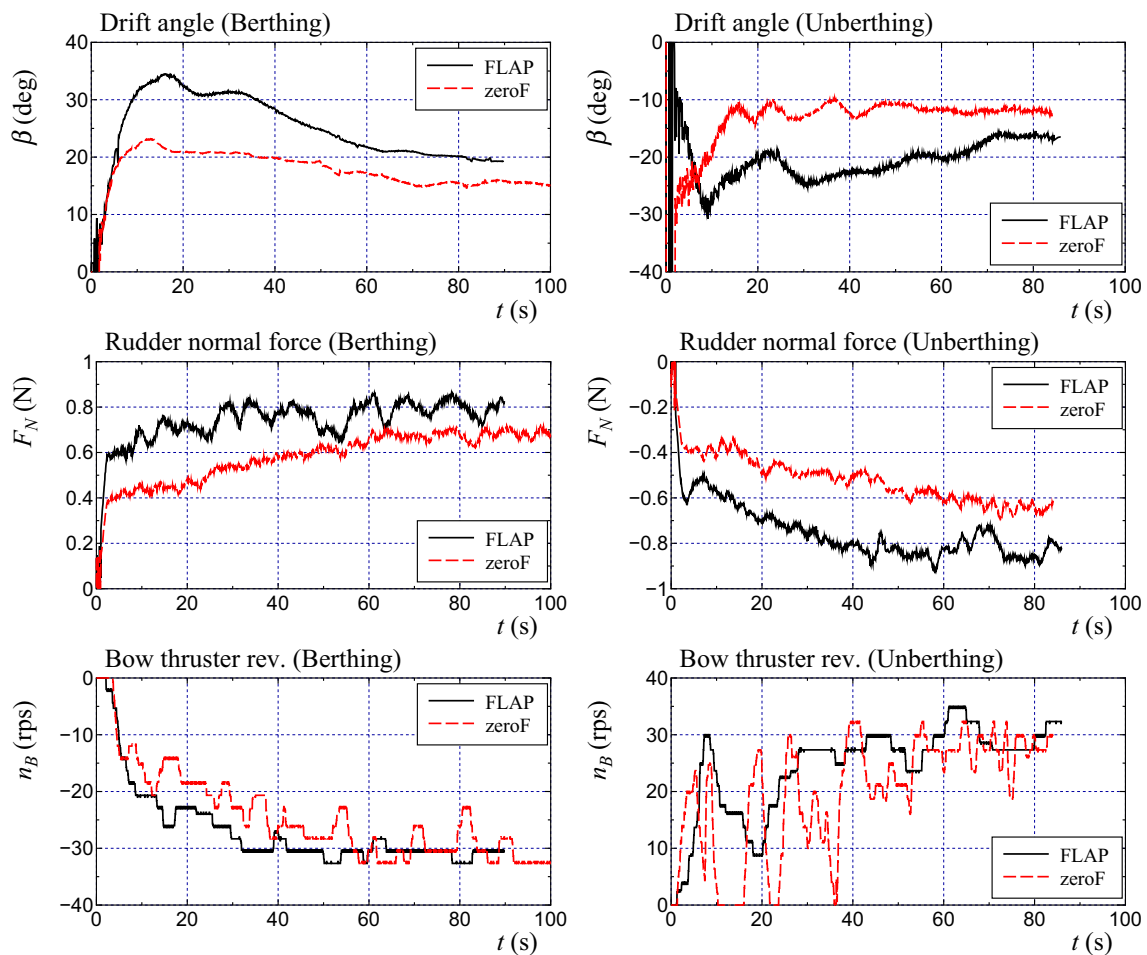 Drift angle (Berthing)
40
30
20
10
0
β (deg)
FLAP
zeroF
0 20 40 60 80 100
t (s)
Drift angle (Unberthing)
0
−10
−20
−30
−40
β (deg)
FLAP
zeroF
0 20 40 60 80 100
t (s)
Rudder normal force (Berthing)
1
0.8
0.6
0.4
0.2
0
F_N (N)
FLAP
zeroF
0 20 40 60 80 100
t (s)
Rudder normal force (Unberthing)
0
−0.2
−0.4
−0.6
−0.8
−1
F_N (N)
FLAP
zeroF
0 20 40 60 80 100
t (s)
Bow thruster rev. (Berthing)
0
−10
−20
−30
−40
n_B (rps)
FLAP
zeroF
0 20 40 60 80 100
t (s)
Bow thruster rev. (Unberthing)
40
30
20
10
0
n_B (rps)
FLAP
zeroF
0 20 40 60 80 100
t (s)